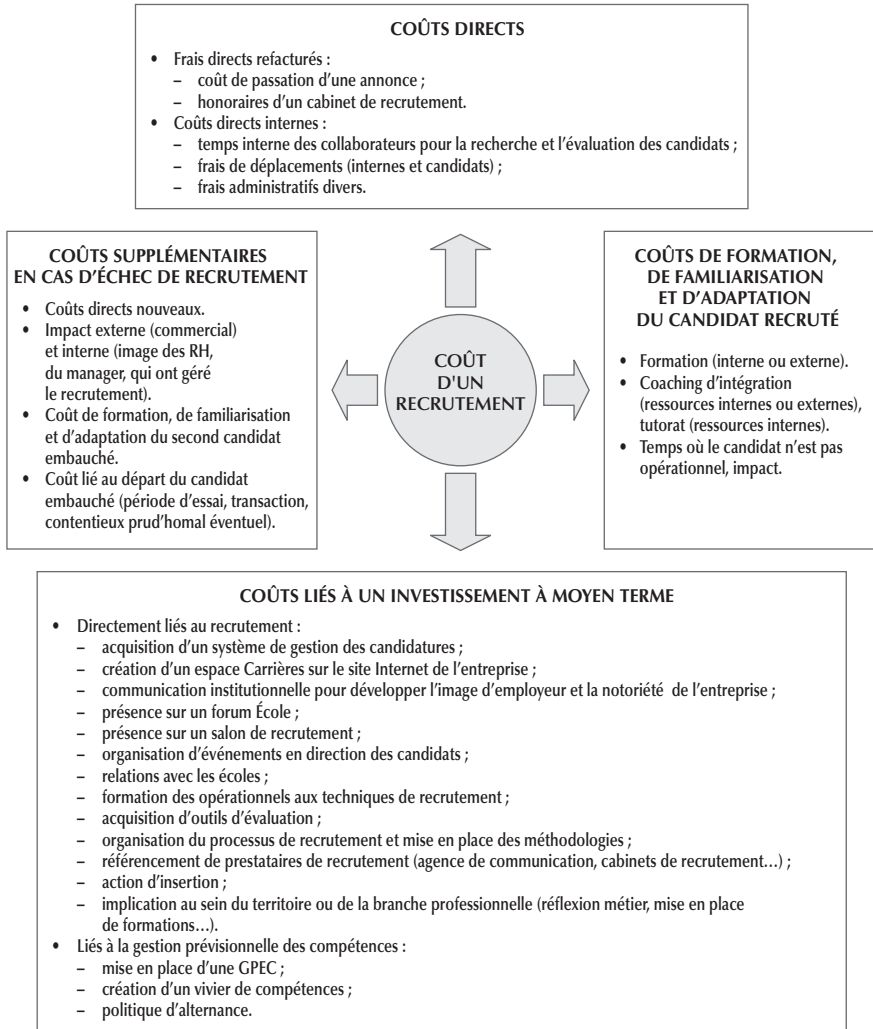 COÛTS DIRECTS
• Frais directs refacturés :
– coût de passation d’une annonce ;
– honoraires d’un cabinet de recrutement.
• Coûts directs internes :
– temps interne des collaborateurs pour la recherche et l’évaluation des candidats ;
– frais de déplacements (internes et candidats) ;
– frais administratifs divers.
COÛTS SUPPLÉMENTAIRES
EN CAS D’ÉCHEC DE RECRUTEMENT
• Coûts directs nouveaux.
• Impact externe (commercial)
et interne (image des RH,
du manager, qui ont géré
le recrutement).
• Coût de formation, de familiarisation
et d’adaptation du second candidat
embauché.
• Coût lié au départ du candidat
embauché (période d’essai, transaction,
contentieux prud’homal éventuel).
COÛT
D'UN
RECRUTEMENT
COÛTS DE FORMATION,
DE FAMILIARISATION
ET D’ADAPTATION
DU CANDIDAT RECRUTÉ
• Formation (interne ou externe).
• Coaching d’intégration
(ressources internes ou externes),
tutorat (ressources internes).
• Temps où le candidat n’est pas
opérationnel, impact.
COÛTS LIÉS À UN INVESTISSEMENT À MOYEN TERME
• Directement liés au recrutement :
– acquisition d’un système de gestion des candidatures ;
– création d’un espace Carrières sur le site Internet de l’entreprise ;
– communication institutionnelle pour développer l’image d’employeur et la notoriété de l’entreprise ;
– présence sur un forum École ;
– présence sur un salon de recrutement ;
– organisation d’événements en direction des candidats ;
– relations avec les écoles ;
– formation des opérationnels aux techniques de recrutement ;
– acquisition d’outils d’évaluation ;
– organisation du processus de recrutement et mise en place des méthodologies ;
– référencement de prestataires de recrutement (agence de communication, cabinets de recrutement…) ;
– action d’insertion ;
– implication au sein du territoire ou de la branche professionnelle (réflexion métier, mise en place
de formations…).
• Liés à la gestion prévisionnelle des compétences :
– mise en place d’une GPEC ;
– création d’un vivier de compétences ;
– politique d’alternance.